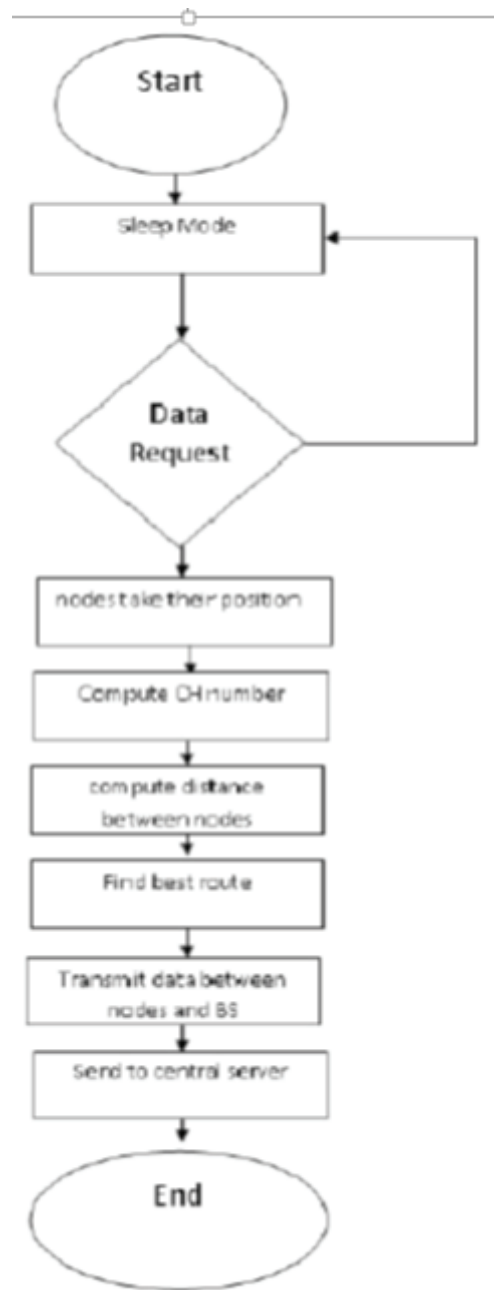 Start
Sleep Mode
Data
Request
nodes take their position
Compute CH number
compute distance
between nodes
Find best route
Transmit data between
nodes and BS
Send to central server
End